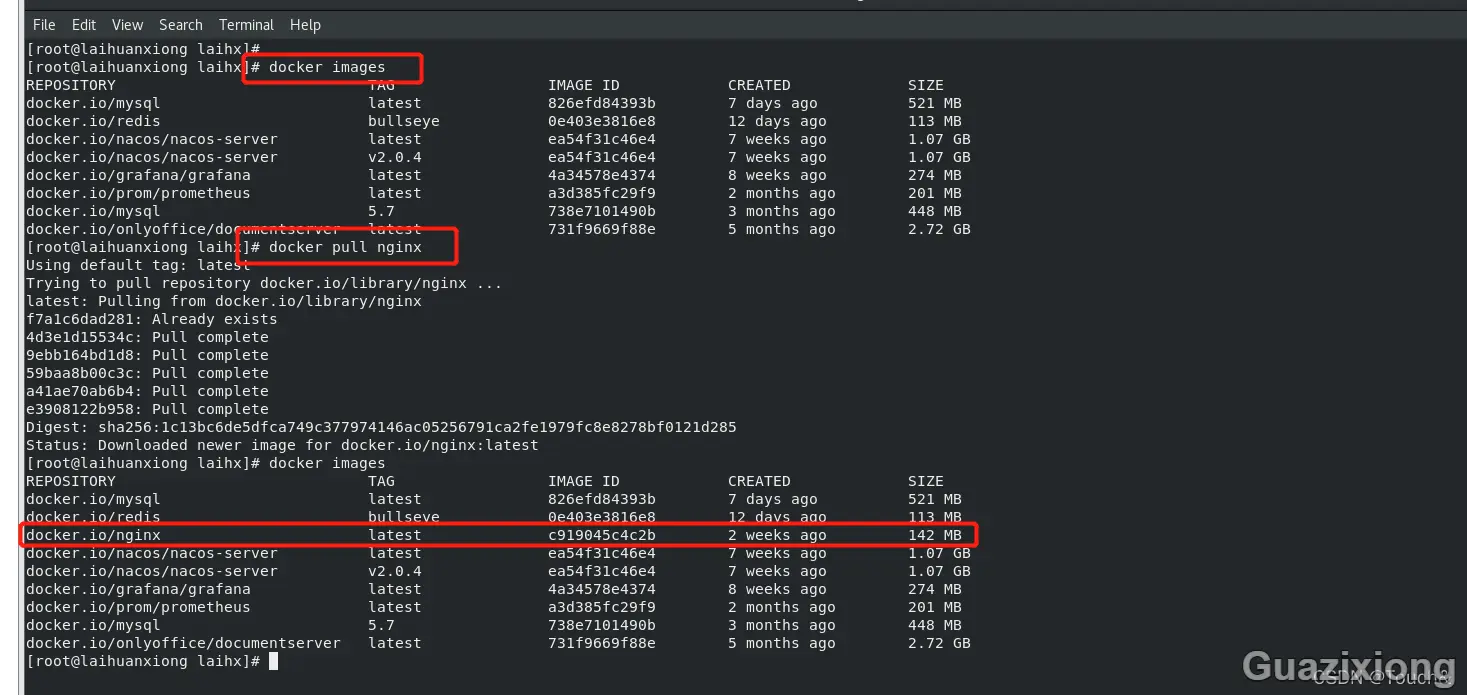 File Edit View Search Terminal Help
[root@laihuanxiong laihx]#
[root@laihuanxiong laihx]# docker images
REPOSITORY TAG IMAGE ID CREATED SIZE
docker.io/mysql latest 826efd84393b 7 days ago 521 MB
docker.io/redis bullseye 0e403e3816e8 12 days ago 113 MB
docker.io/nacos/nacos-server latest ea54f31c46e4 7 weeks ago 1.07 GB
docker.io/nacos/nacos-server v2.0.4 ea54f31c46e4 7 weeks ago 1.07 GB
docker.io/grafana/grafana latest 4a34578e4374 8 weeks ago 274 MB
docker.io/prom/prometheus latest a3d385fc29f9 2 months ago 201 MB
docker.io/mysql 5.7 738e7101490b 3 months ago 448 MB
docker.io/onlyoffice/documentserver latest 731f9669f88e 5 months ago 2.72 GB
[root@laihuanxiong laihx]# docker pull nginx
Using default tag: latest
Trying to pull repository docker.io/library/nginx ...
latest: Pulling from docker.io/library/nginx
f7a1c6dad281: Already exists
4d3e1d15534c: Pull complete
9ebb164bd1d8: Pull complete
59baa8b00c3c: Pull complete
a41ae70ab6b4: Pull complete
e3908122b958: Pull complete
Digest: sha256:1c13bc6de5dfca749c377974146ac05256791ca2fe1979fc8e8278bf0121d285
Status: Downloaded newer image for docker.io/nginx:latest
[root@laihuanxiong laihx]# docker images
REPOSITORY TAG IMAGE ID CREATED SIZE
docker.io/mysql latest 826efd84393b 7 days ago 521 MB
docker.io/redis bullseye 0e403e3816e8 12 days ago 113 MB
docker.io/nginx latest c919045c4c2b 2 weeks ago 142 MB
docker.io/nacos/nacos-server latest ea54f31c46e4 7 weeks ago 1.07 GB
docker.io/nacos/nacos-server v2.0.4 ea54f31c46e4 7 weeks ago 1.07 GB
docker.io/grafana/grafana latest 4a34578e4374 8 weeks ago 274 MB
docker.io/prom/prometheus latest a3d385fc29f9 2 months ago 201 MB
docker.io/mysql 5.7 738e7101490b 3 months ago 448 MB
docker.io/onlyoffice/documentserver latest 731f9669f88e 5 months ago 2.72 GB
[root@laihuanxiong laihx]#
Guazixiong
CSDN